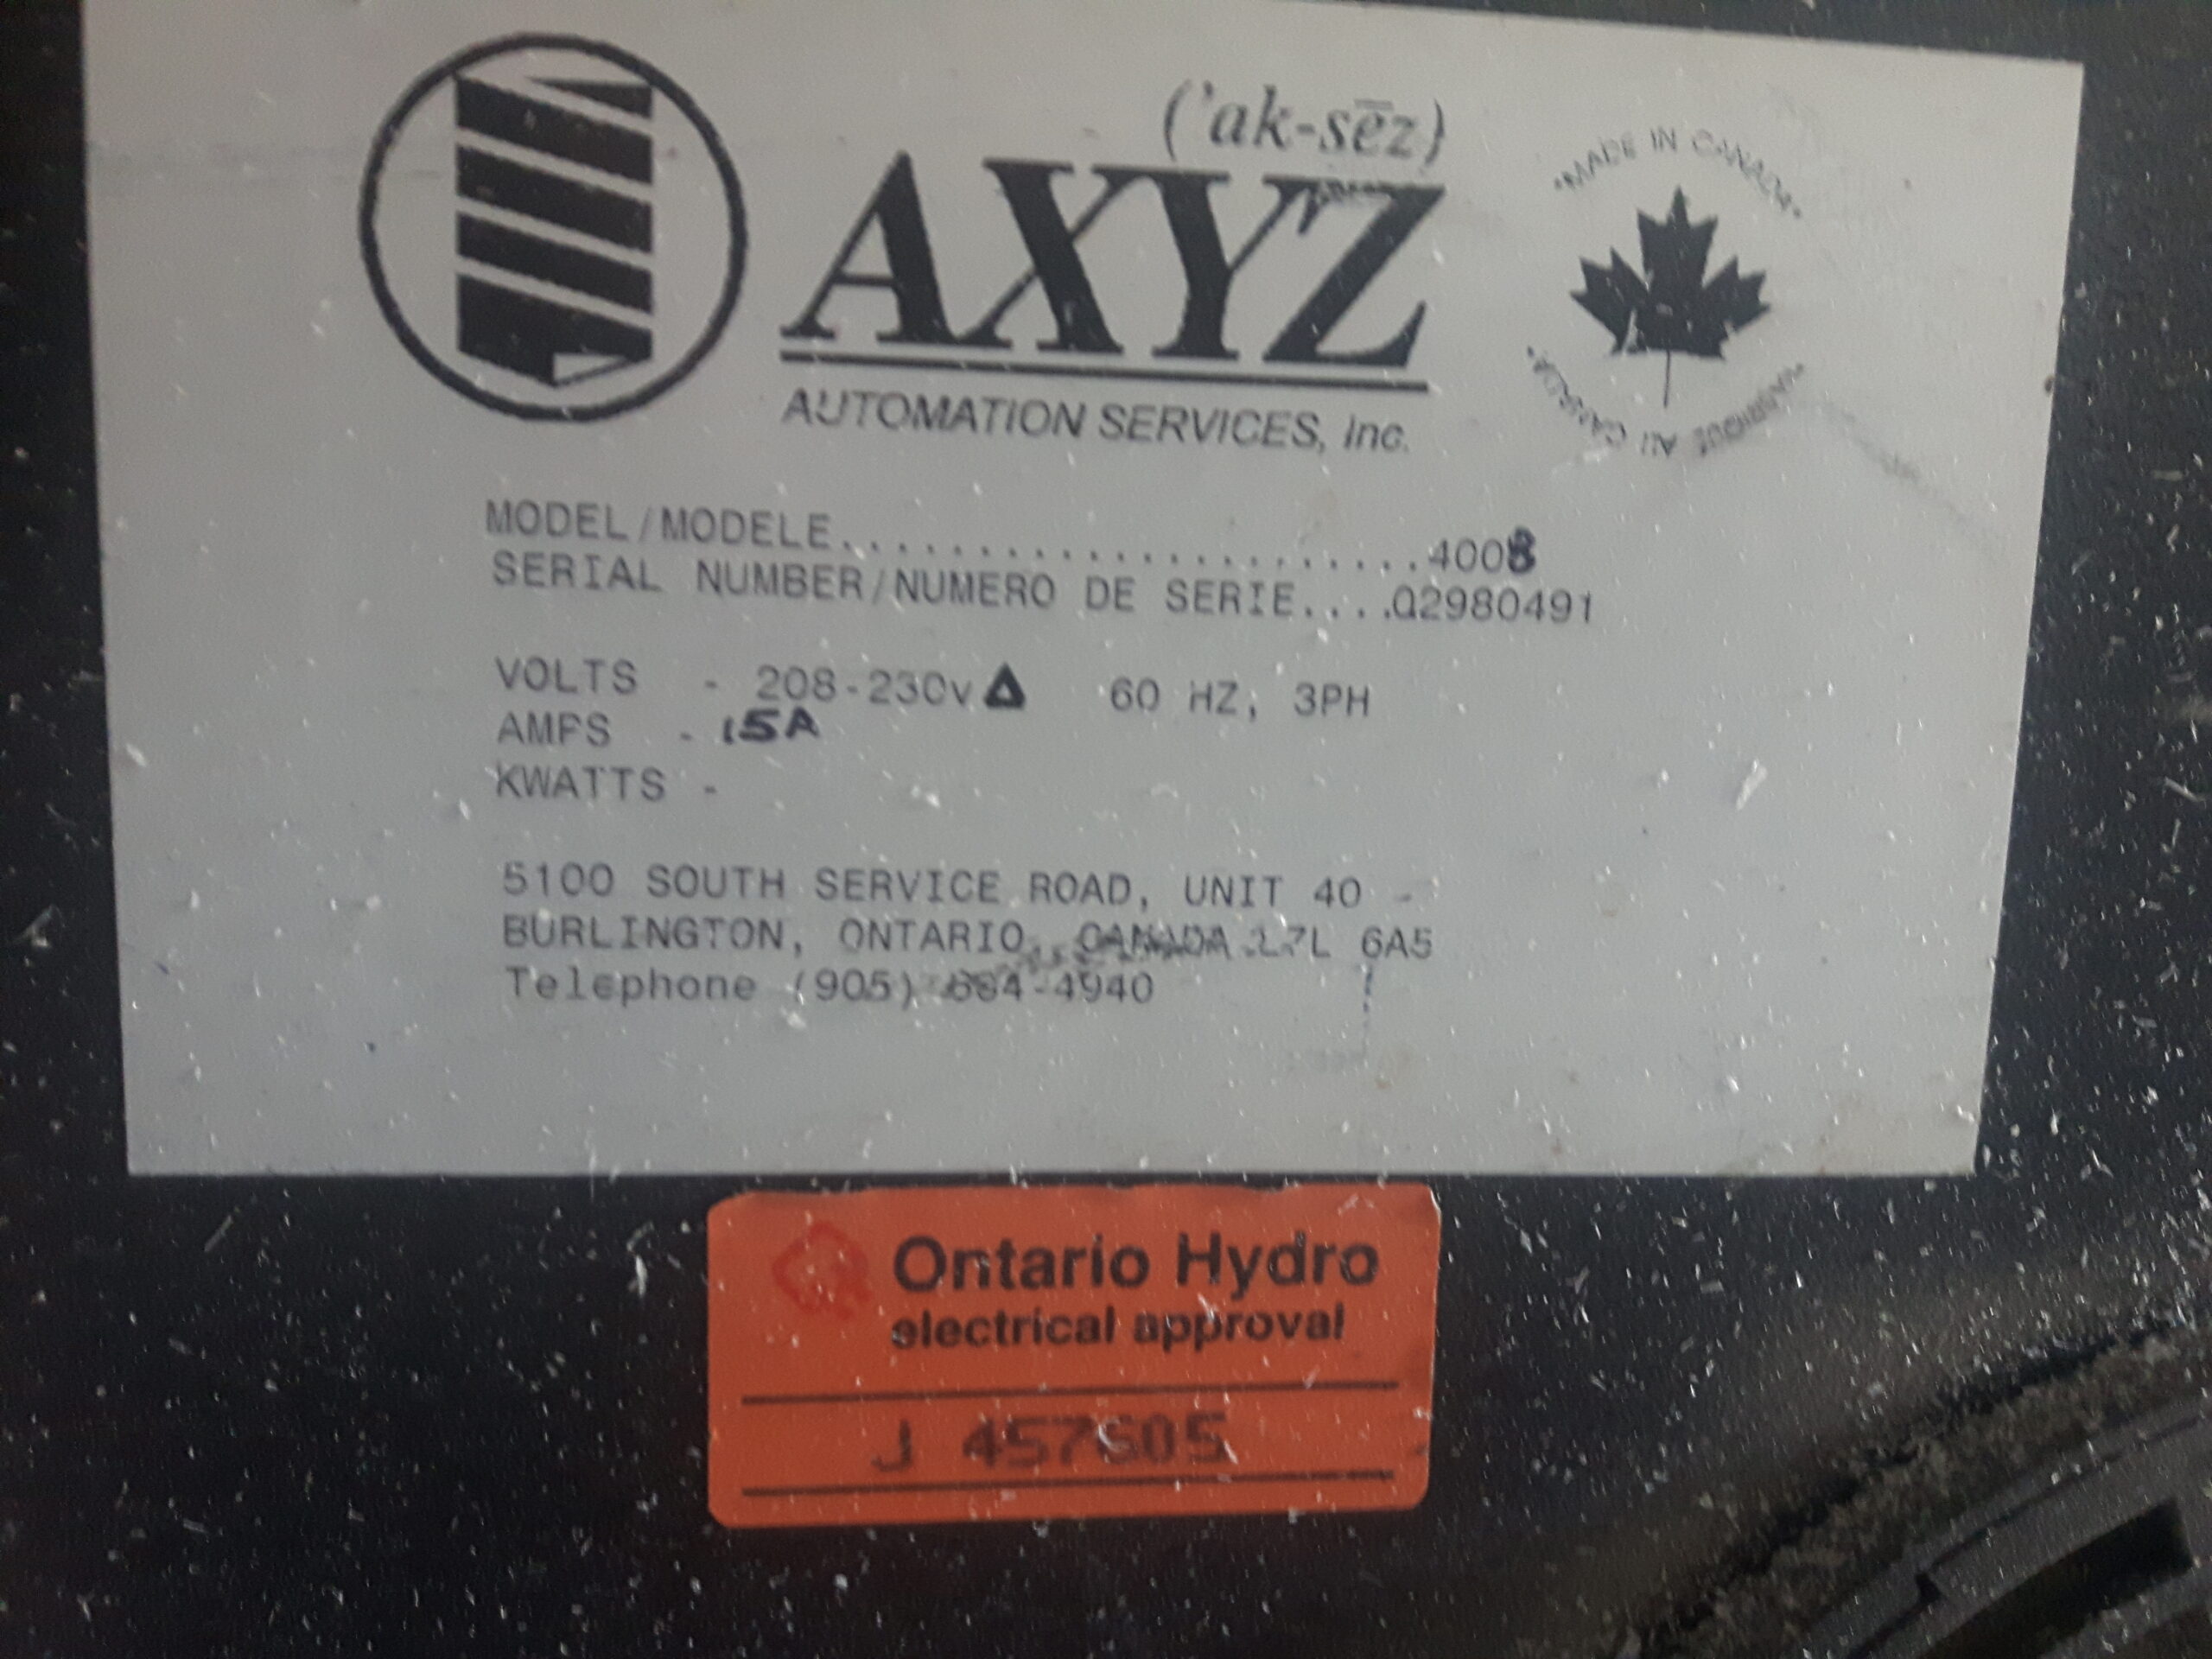 ('ak-sēz)
AXYZ
AUTOMATION SERVICES, Inc.
"MADE IN CANADA"
"FABRIQUE AU CANADA"
MODEL/MODELE........................4008
SERIAL NUMBER/NUMERO DE SERIE....02980491
VOLTS - 208-230v Δ 60 HZ, 3PH
AMPS - 15A
KWATTS -
5100 SOUTH SERVICE ROAD, UNIT 40 -
BURLINGTON, ONTARIO, CANADA L7L 6A5
Telephone (905) 634-4940
Ontario Hydro
electrical approval
J 457605